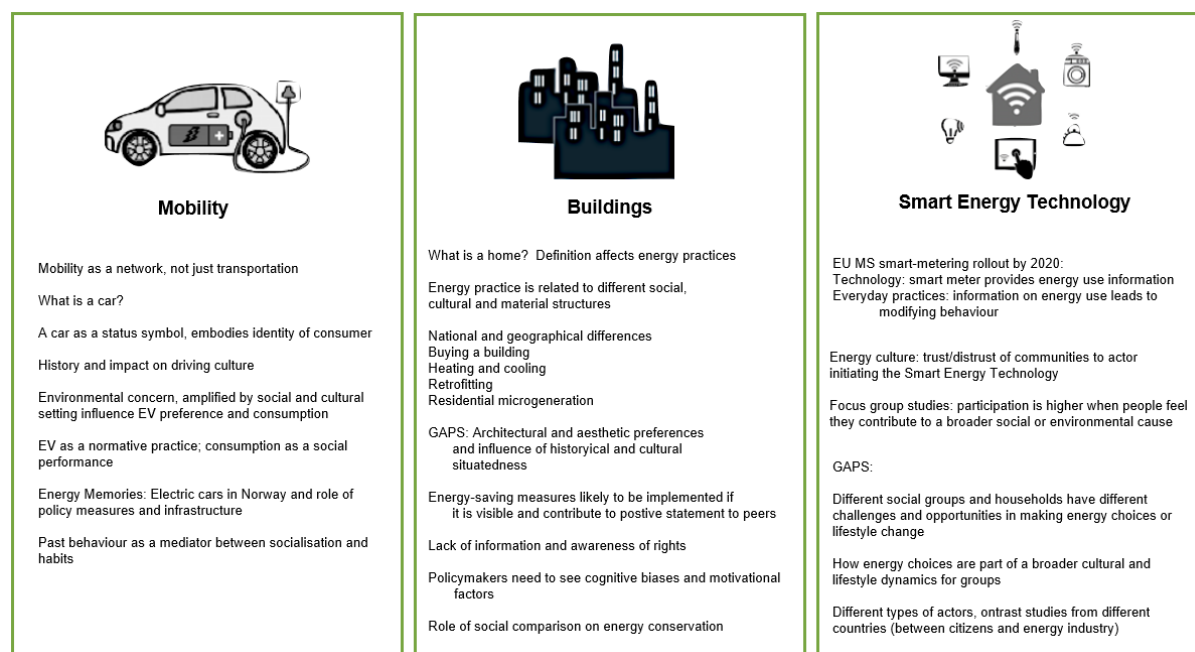 Mobility
Mobility as a network, not just transportation
What is a car?
A car as a status symbol, embodies identity of consumer
History and impact on driving culture
Environmental concern, amplified by social and cultural
setting influence EV preference and consumption
EV as a normative practice; consumption as a social
performance
Energy Memories: Electric cars in Norway and role of
policy measures and infrastructure
Past behaviour as a mediator between socialisation and
habits
Buildings
What is a home? Definition affects energy practices
Energy practice is related to different social,
cultural and material structures
National and geographical differences
Buying a building
Heating and cooling
Retrofitting
Residential microgeneration
GAPS: Architectural and aesthetic preferences
and influence of historyical and cultural
situatedness
Energy-saving measures likely to be implemented if
it is visible and contribute to postive statement to peers
Lack of information and awareness of rights
Policymakers need to see cognitive biases and motivational
factors
Role of social comparison on energy conservation
Smart Energy Technology
EU MS smart-metering rollout by 2020:
Technology: smart meter provides energy use information
Everyday practices: information on energy use leads to
modifying behaviour
Energy culture: trust/distrust of communities to actor
initiating the Smart Energy Technology
Focus group studies: participation is higher when people feel
they contribute to a broader social or environmental cause
GAPS:
Different social groups and households have different
challenges and opportunities in making energy choices or
lifestyle change
How energy choices are part of a broader cultural and
lifestyle dynamics for groups
Different types of actors, ontrast studies from different
countries (between citizens and energy industry)